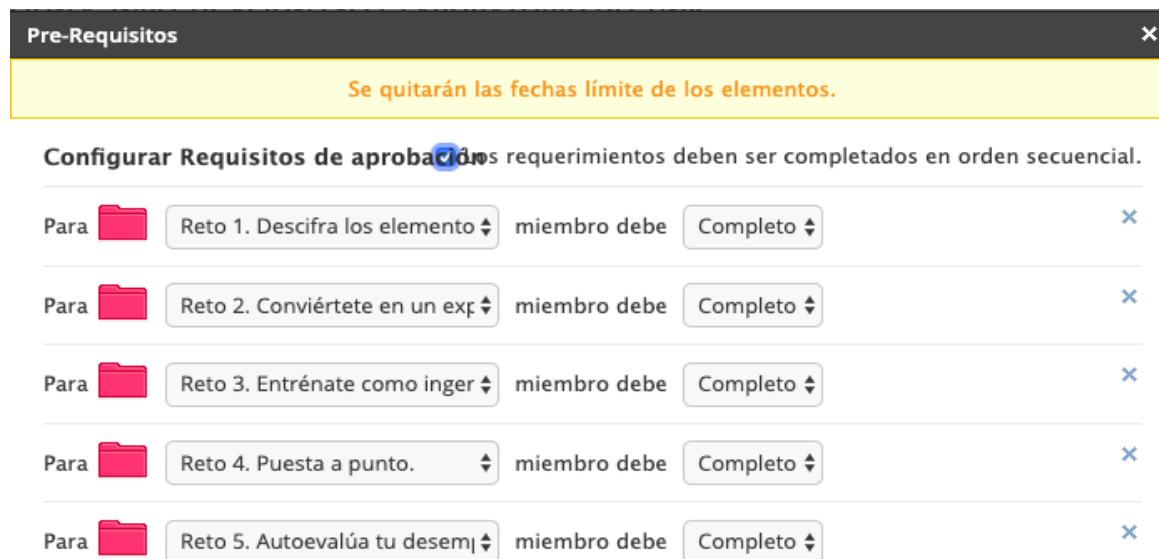 Pre-Requisitos ×
Se quitarán las fechas límite de los elementos.
Configurar Requisitos de aprobación Los requerimientos deben ser completados en orden secuencial.
Para Reto 1. Descifra los elemento miembro debe Completo ×
Para Reto 2. Conviértete en un exp miembro debe Completo ×
Para Reto 3. Entrénate como inger miembro debe Completo ×
Para Reto 4. Puesta a punto. miembro debe Completo ×
Para Reto 5. Autoevalúa tu desem miembro debe Completo ×